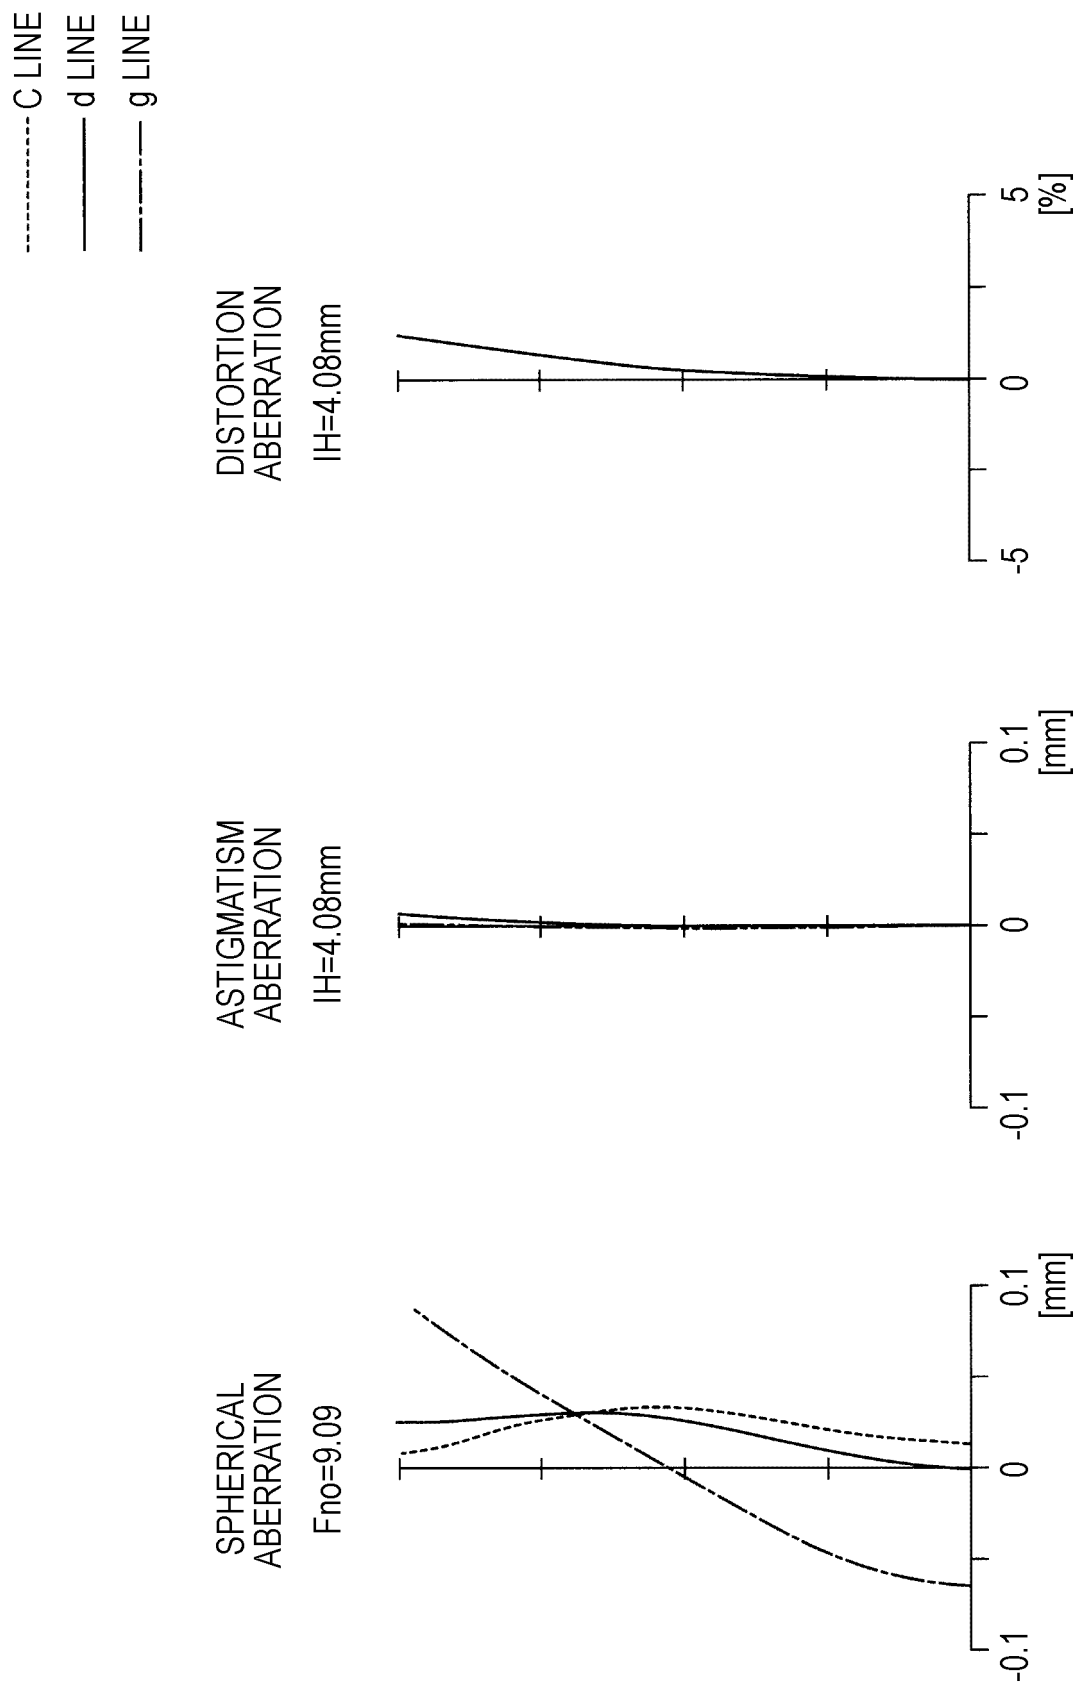 C LINE
d LINE
g LINE
SPHERICAL
ABERRATION
Fno=9.09
-0.1
0
0.1
[mm]
ASTIGMATISM
ABERRATION
IH=4.08mm
-0.1
0
0.1
[mm]
DISTORTION
ABERRATION
IH=4.08mm
-5
0
5
[%]